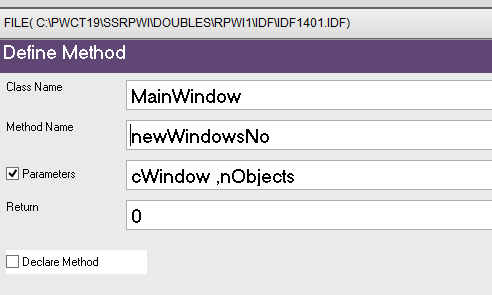 FILE( C:\PWCT19\SSRPWI\DOUBLES\RPWI1\IDF\IDF1401.IDF)
Define Method
Class Name
MainWindow
Method Name
newWindowsNo
Parameters
cWindow ,nObjects
Return
0
Declare Method